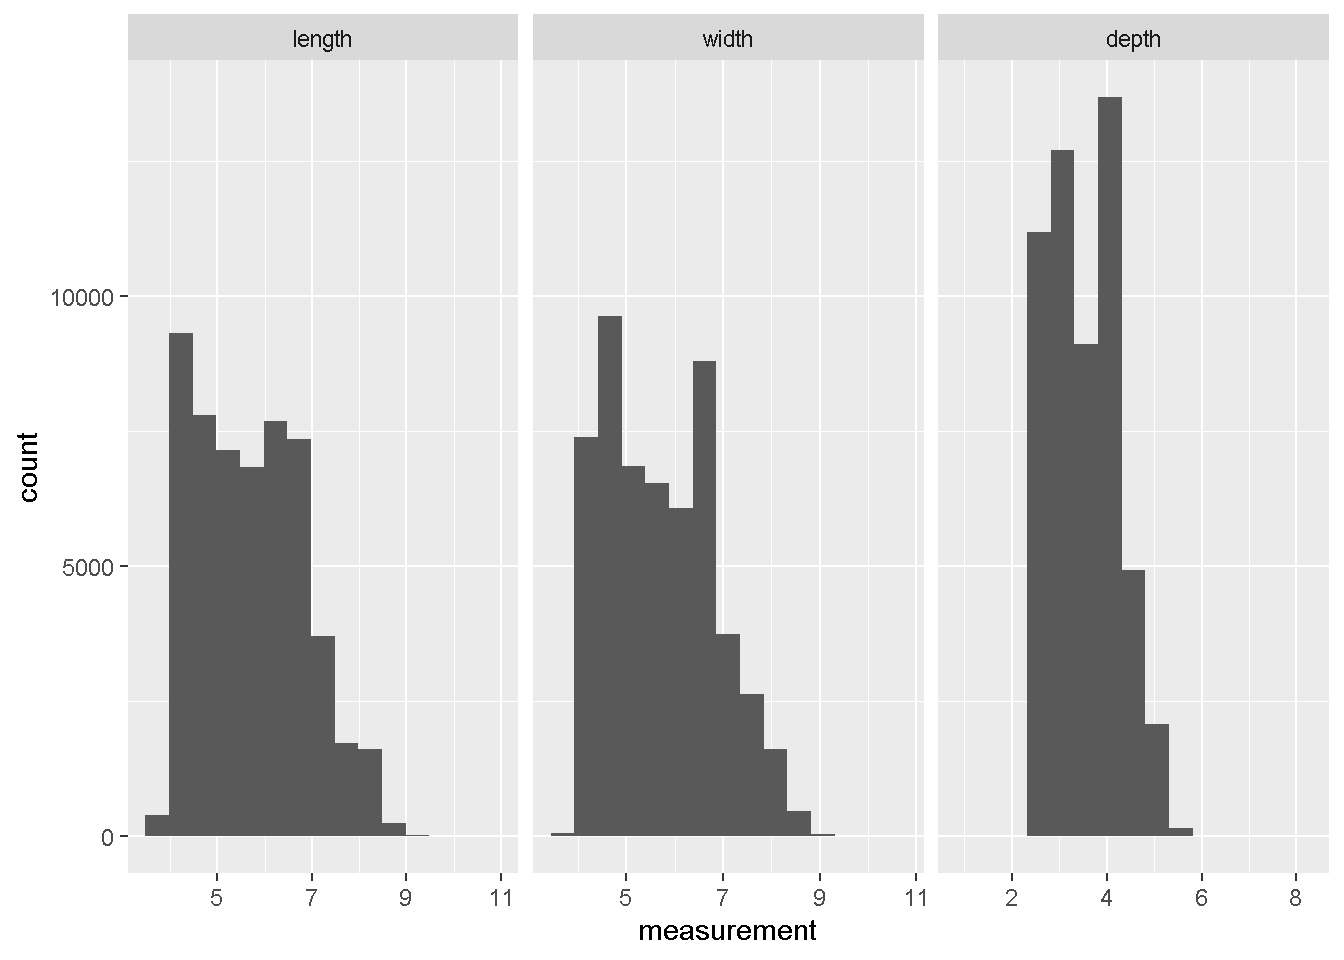 length width depth
10000
5000
0
5 7 9 11 5 7 9 11 2 4 6 8
measurement
count